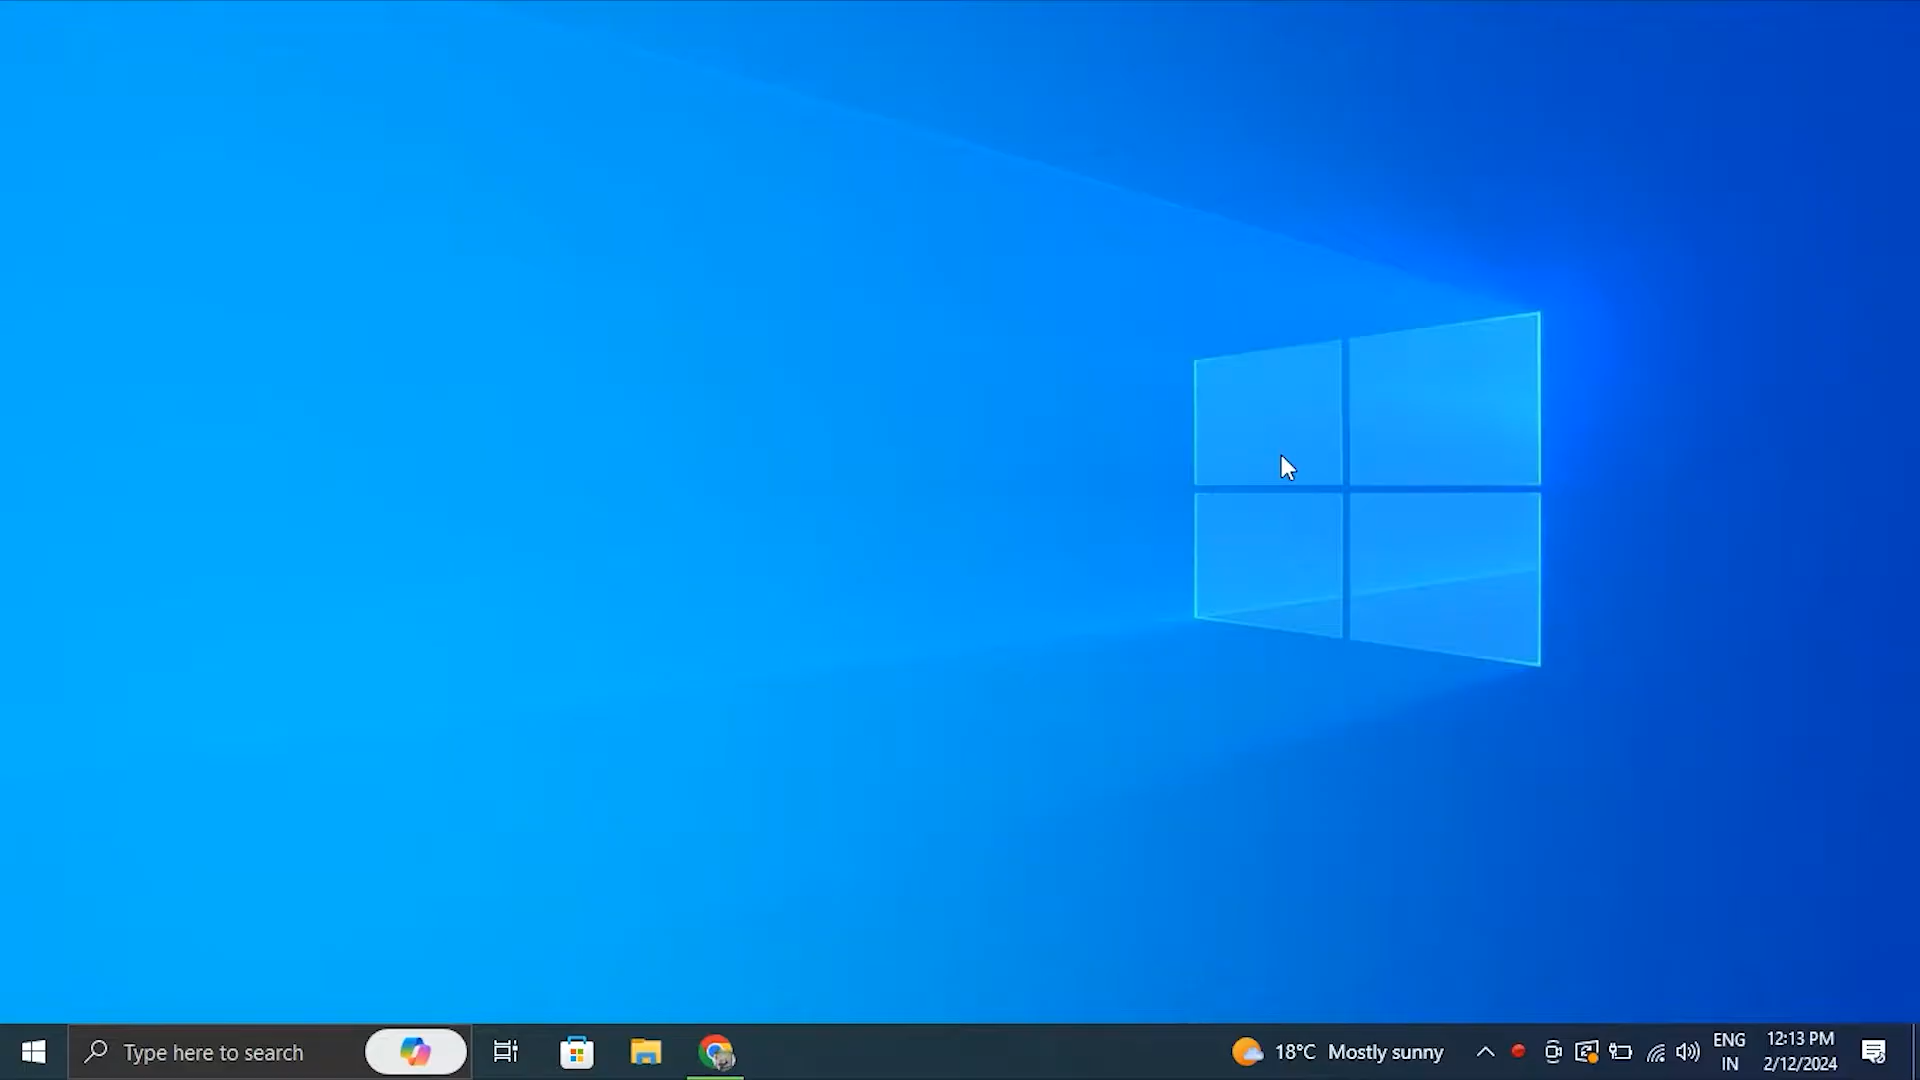 Type here to search
18°C Mostly sunny
ENG
IN
12:13 PM
2/12/2024